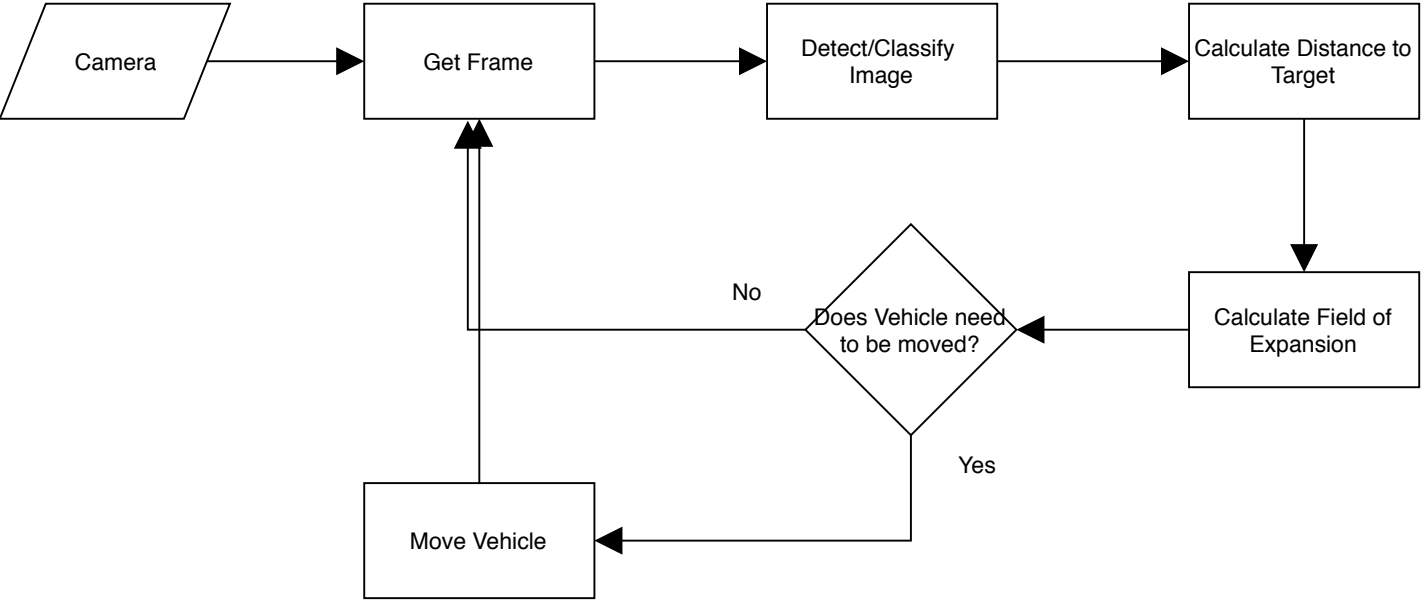 Camera
Get Frame
Detect/Classify
Image
Calculate Distance to
Target
No
Does Vehicle need
to be moved?
Calculate Field of
Expansion
Yes
Move Vehicle